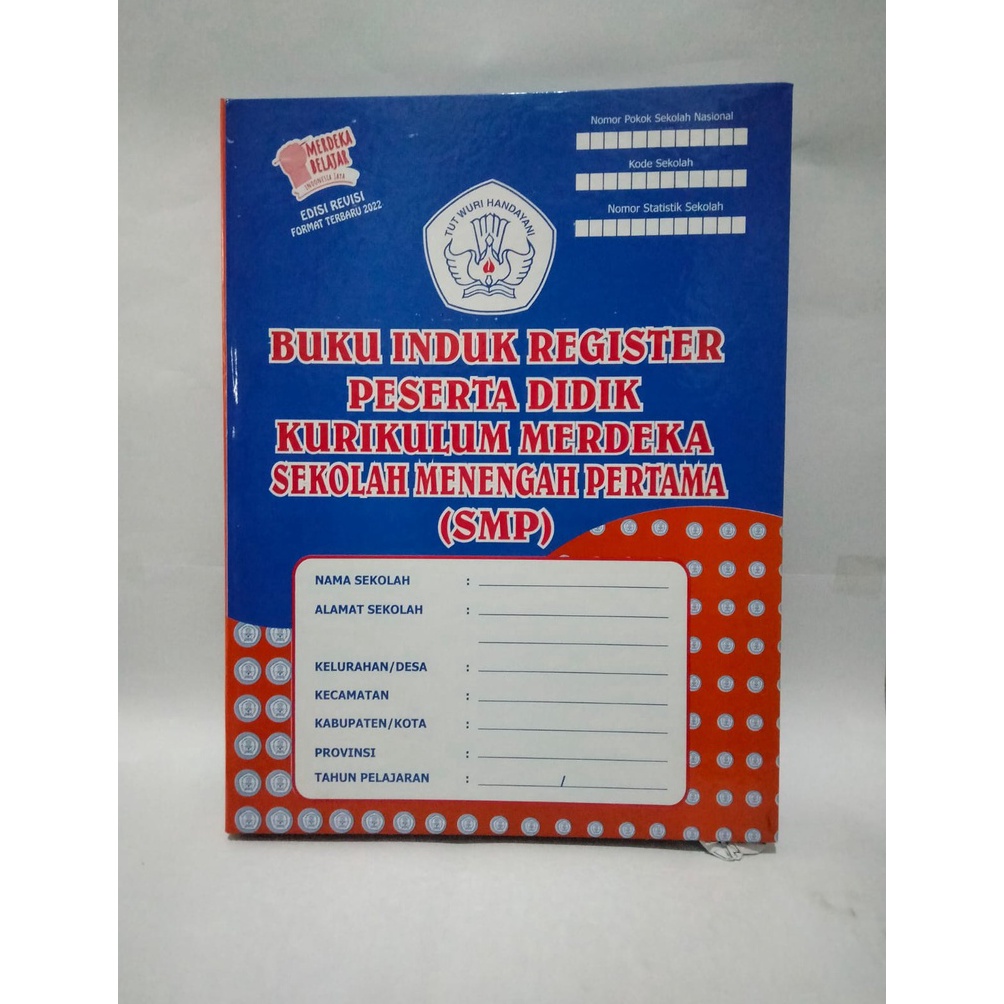 MERDEKA
BELAJAR
INDONESIA JAYA
EDISI REVISI
FORMAT TERBARU 2022
Nomor Pokok Sekolah Nasional
Kode Sekolah
Nomor Statistik Sekolah
TUT WURI HANDAYANI
BUKU INDUK REGISTER
PESERTA DIDIK
KURIKULUM MERDEKA
SEKOLAH MENENGAH PERTAMA
(SMP)
NAMA SEKOLAH :
ALAMAT SEKOLAH :
KELURAHAN/DESA :
KECAMATAN :
KABUPATEN/KOTA :
PROVINSI :
TAHUN PELAJARAN : /